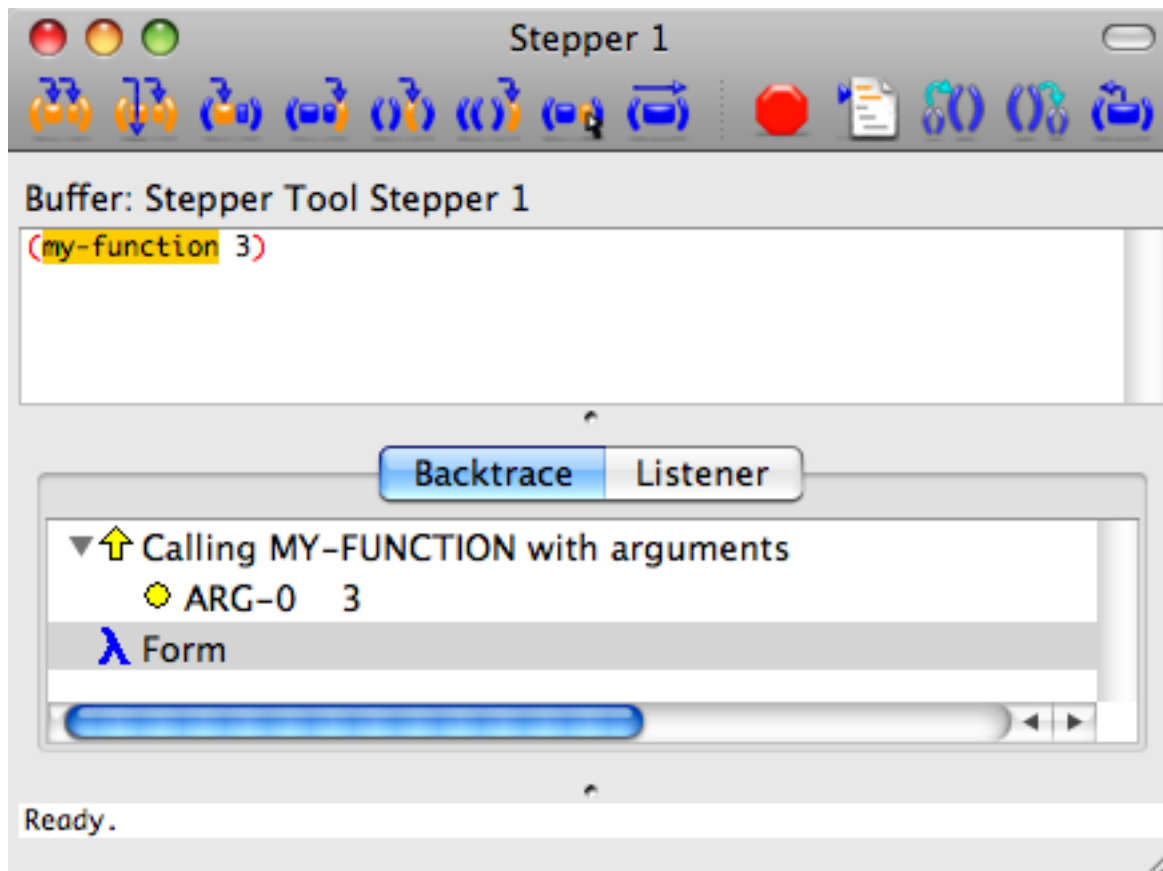 Stepper 1
Buffer: Stepper Tool Stepper 1
(my-function 3)
Backtrace Listener
Calling MY-FUNCTION with arguments
ARG-0 3
λ Form
Ready.